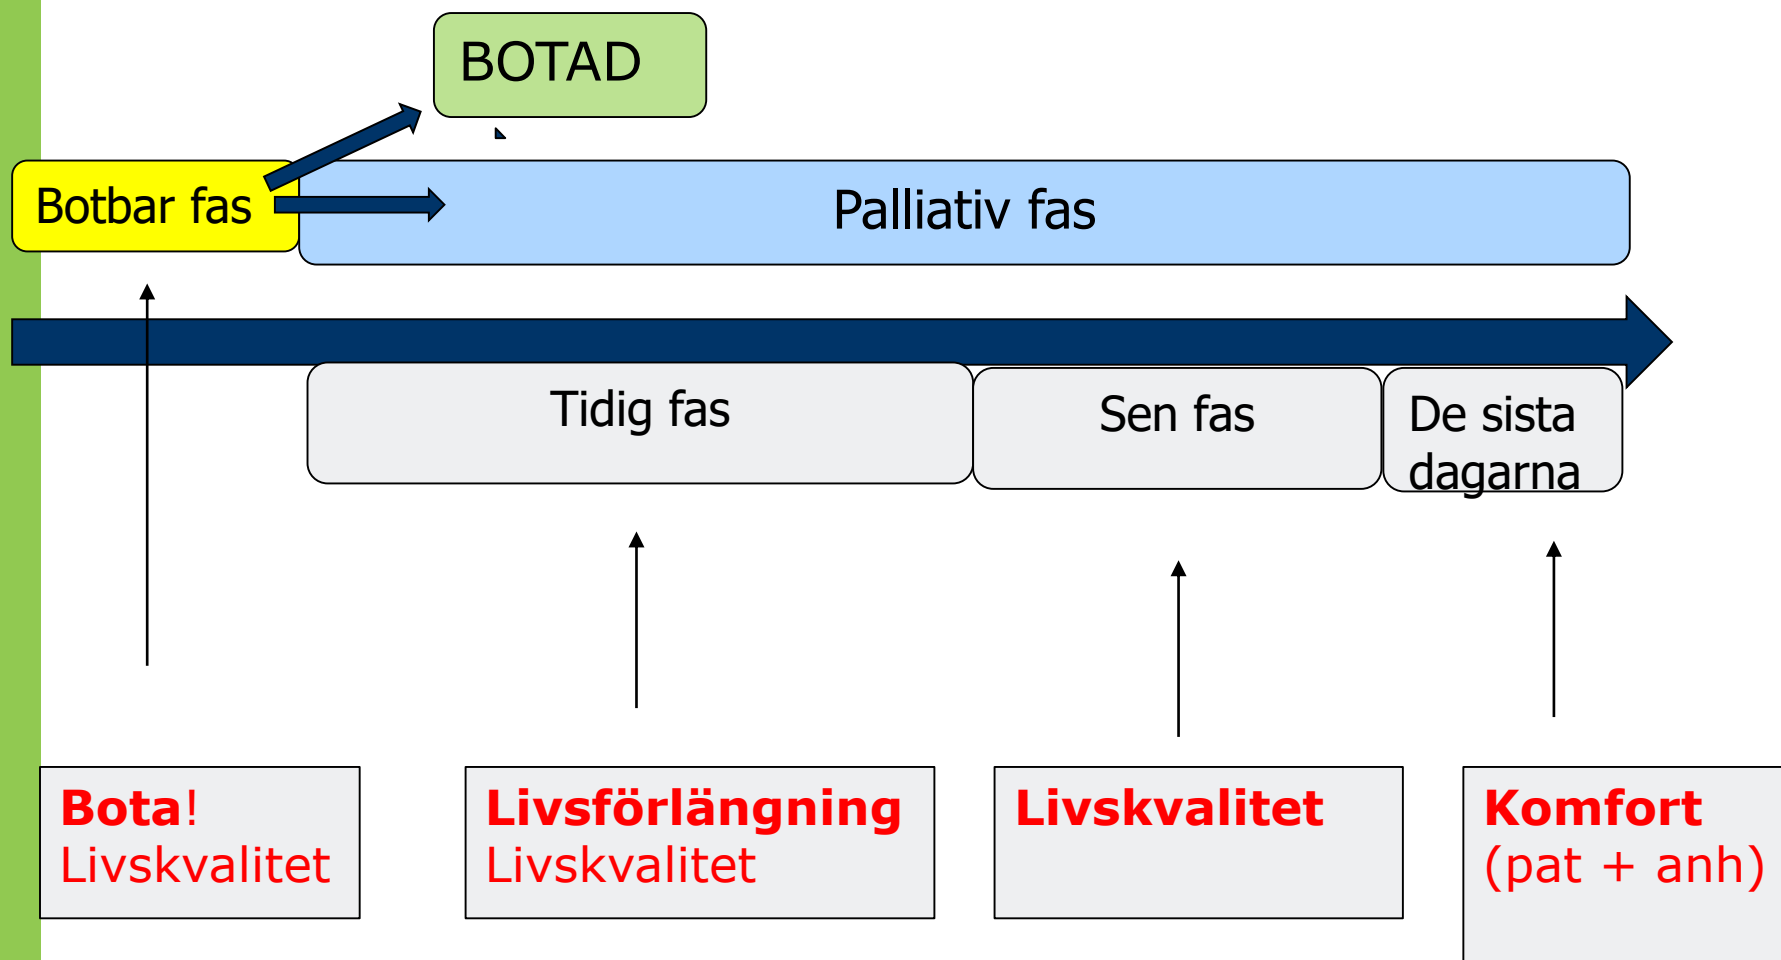 BOTAD
Botbar fas
Palliativ fas
Tidig fas
Sen fas
De sista
dagarna
Bota!
Livskvalitet
Livsförlängning
Livskvalitet
Livskvalitet
Komfort
(pat + anh)